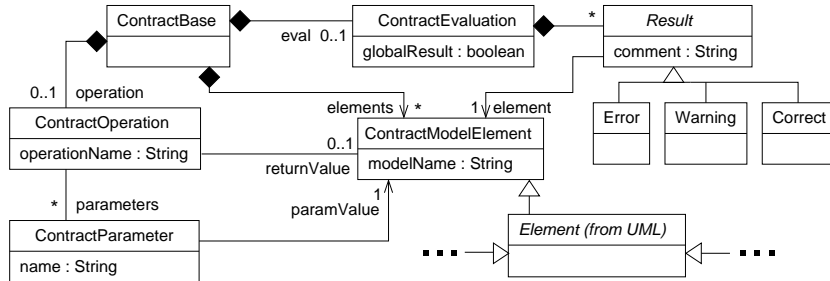 ContractBase
ContractEvaluation
globalResult : boolean
eval 0..1
*
Result
comment : String
Error
Warning
Correct
0..1 operation
ContractOperation
operationName : String
elements *
1 element
ContractModelElement
modelName : String
0..1
returnValue
1
paramValue
* parameters
ContractParameter
name : String
Element (from UML)